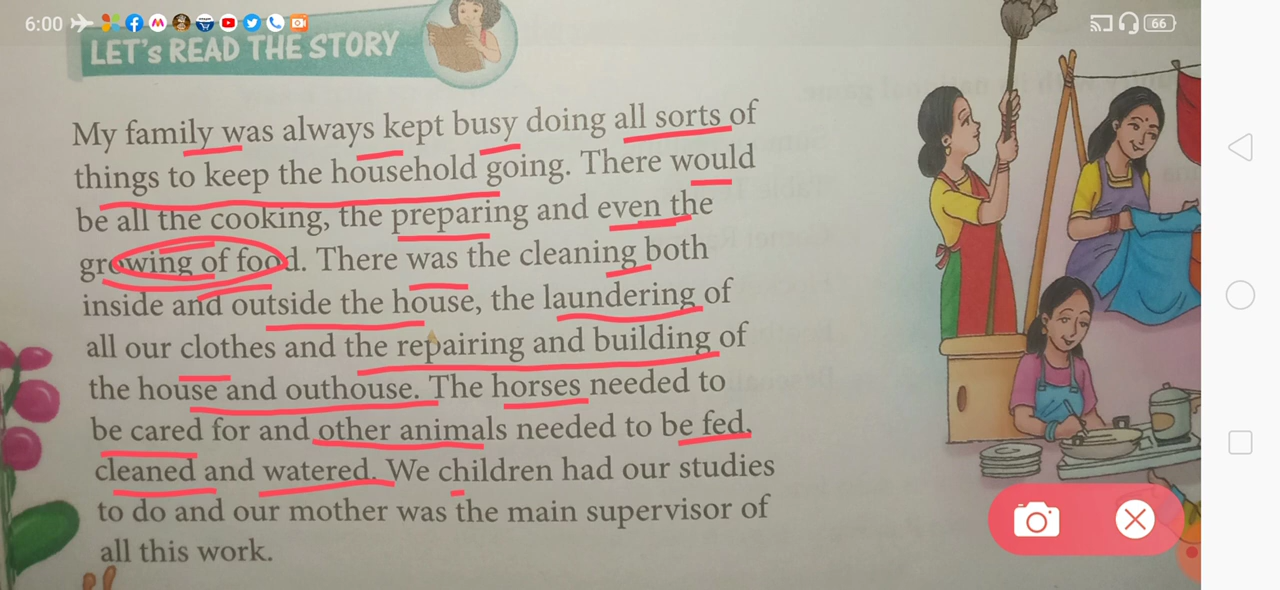 6:00
66
LET's READ THE STORY
My family was always kept busy doing all sorts of
things to keep the household going. There would
be all the cooking, the preparing and even the
growing of food. There was the cleaning both
inside and outside the house, the laundering of
all our clothes and the repairing and building of
the house and outhouse. The horses needed to
be cared for and other animals needed to be fed,
cleaned and watered. We children had our studies
to do and our mother was the main supervisor of
all this work.